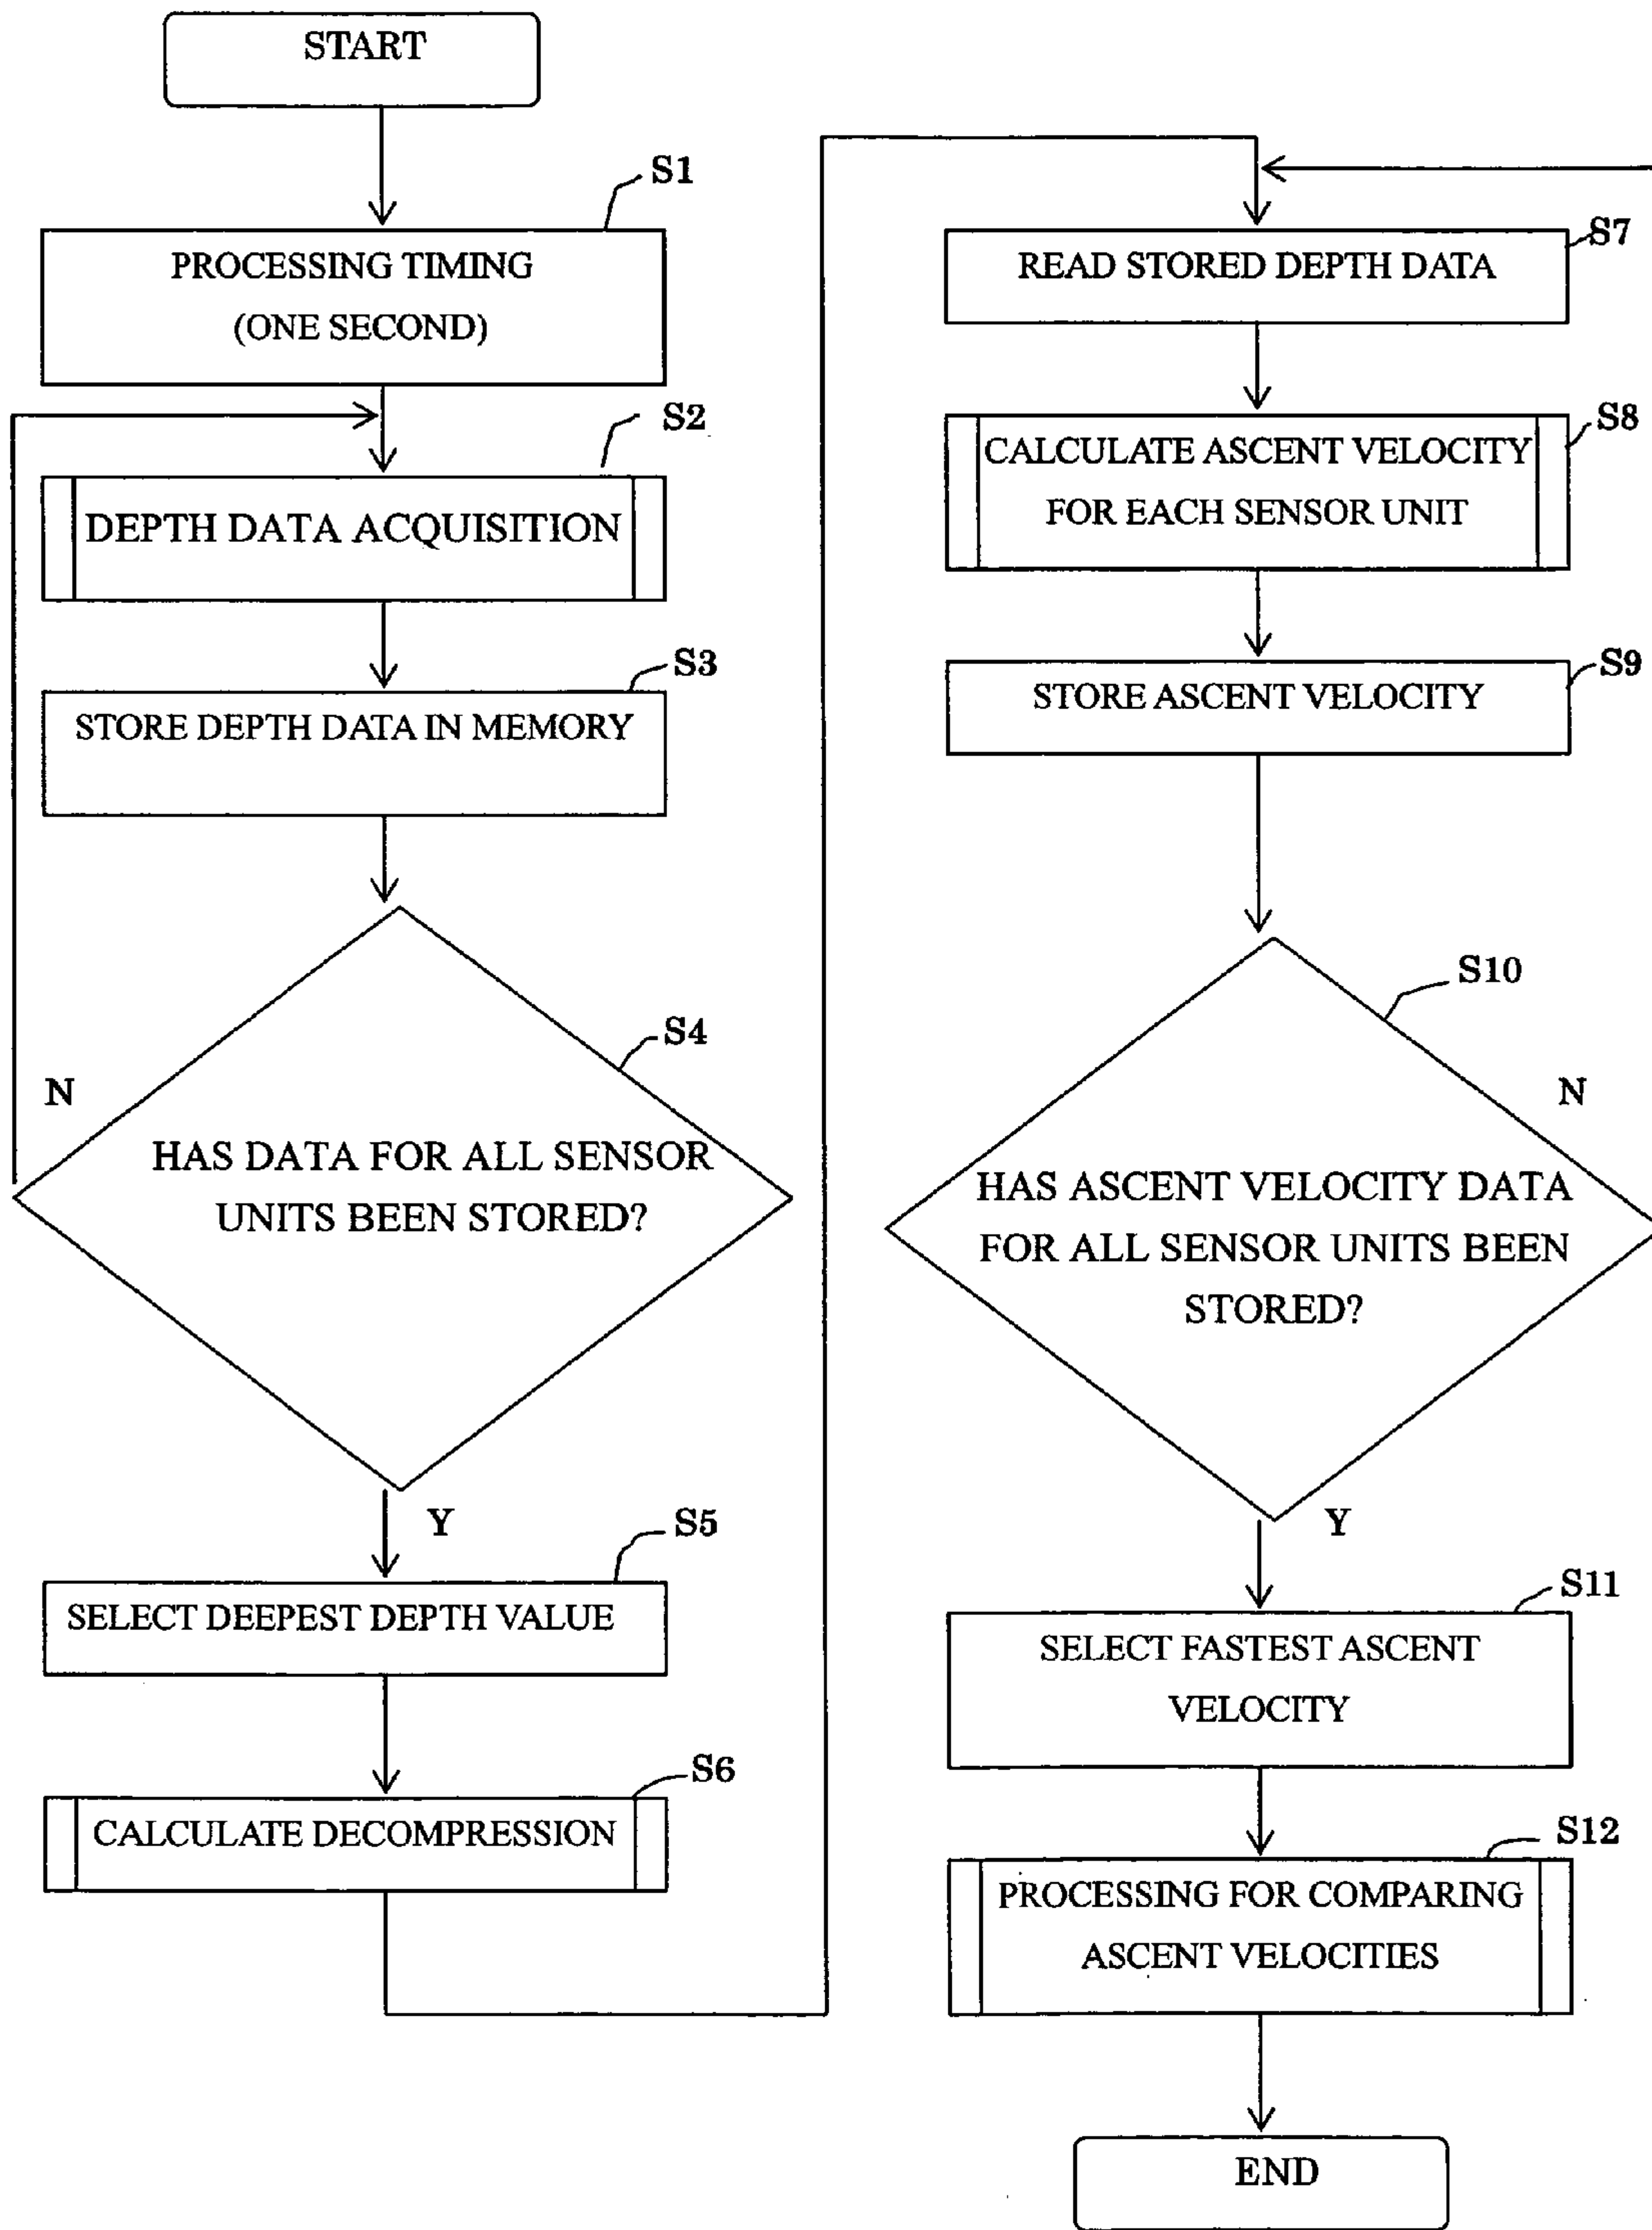 START
S1
PROCESSING TIMING
(ONE SECOND)
S2
DEPTH DATA ACQUISITION
S3
STORE DEPTH DATA IN MEMORY
S4
N
HAS DATA FOR ALL SENSOR
UNITS BEEN STORED?
Y
S5
SELECT DEEPEST DEPTH VALUE
S6
CALCULATE DECOMPRESSION
S7
READ STORED DEPTH DATA
S8
CALCULATE ASCENT VELOCITY
FOR EACH SENSOR UNIT
S9
STORE ASCENT VELOCITY
S10
N
HAS ASCENT VELOCITY DATA
FOR ALL SENSOR UNITS BEEN
STORED?
Y
S11
SELECT FASTEST ASCENT
VELOCITY
S12
PROCESSING FOR COMPARING
ASCENT VELOCITIES
END